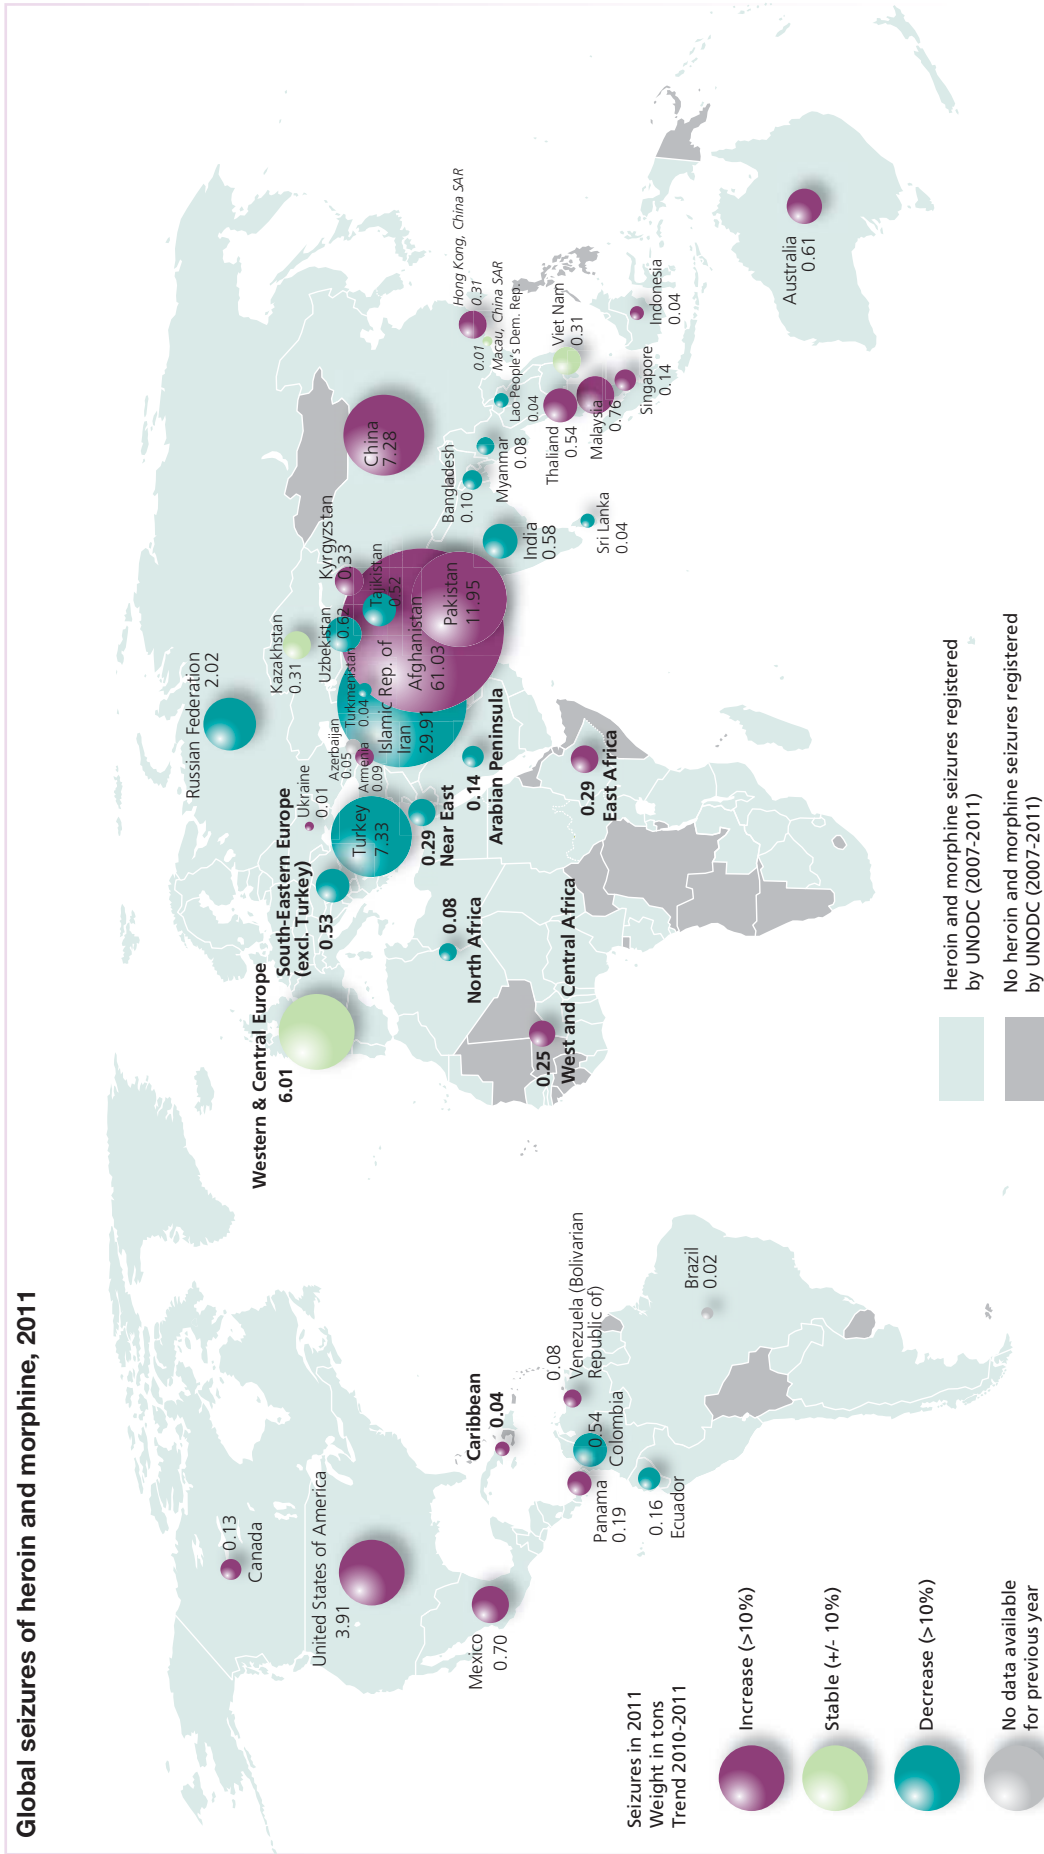 Global seizures of heroin and morphine, 2011
0.13
Canada
United States of America
3.91
Mexico
0.70
Caribbean
0.04
0.08
Venezuela (Bolivarian
Republic of)
0.54
Colombia
Panama
0.19
0.16
Ecuador
Brazil
0.02
Western & Central Europe
6.01
South-Eastern Europe
(excl. Turkey)
0.53
Ukraine
0.01
Russian Federation
2.02
Turkey
7.33
0.29
Near East
0.14
Arabian Peninsula
0.08
North Africa
0.25
West and Central Africa
0.29
East Africa
Azerbaijan
0.05
Armenia
0.09
Kazakhstan
0.31
Uzbekistan
0.62
Turkmenistan
0.04
Islamic Rep. of
Iran
29.91
Afghanistan
61.03
Kyrgyzstan
0.33
Tajikistan
0.52
Pakistan
11.95
China
7.28
India
0.58
Sri Lanka
0.04
Bangladesh
0.10
Myanmar
0.08
Hong Kong, China SAR
0.31
0.01
Macau, China SAR
Lao People's Dem. Rep.
0.04
Thailand
0.54
Viet Nam
0.31
Malaysia
0.76
Singapore
0.14
Indonesia
0.04
Australia
0.61
Seizures in 2011
Weight in tons
Trend 2010-2011
Increase (>10%)
Stable (+/- 10%)
Decrease (>10%)
No data available
for previous year
Heroin and morphine seizures registered
by UNODC (2007-2011)
No heroin and morphine seizures registered
by UNODC (2007-2011)